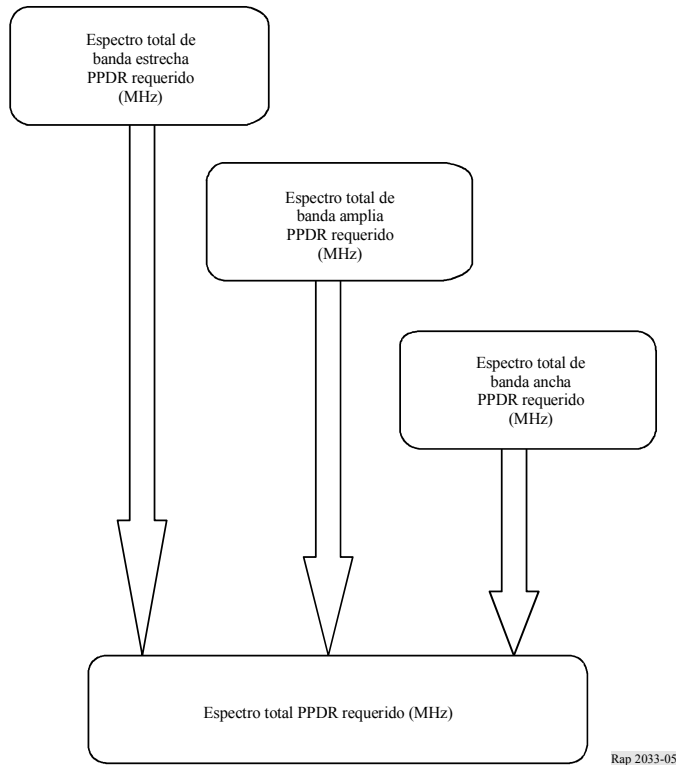 Espectro total de
banda estrecha
PPDR requerido
(MHz)
Espectro total de
banda amplia
PPDR requerido
(MHz)
Espectro total de
banda ancha
PPDR requerido
(MHz)
Espectro total PPDR requerido (MHz)
Rap 2033-05